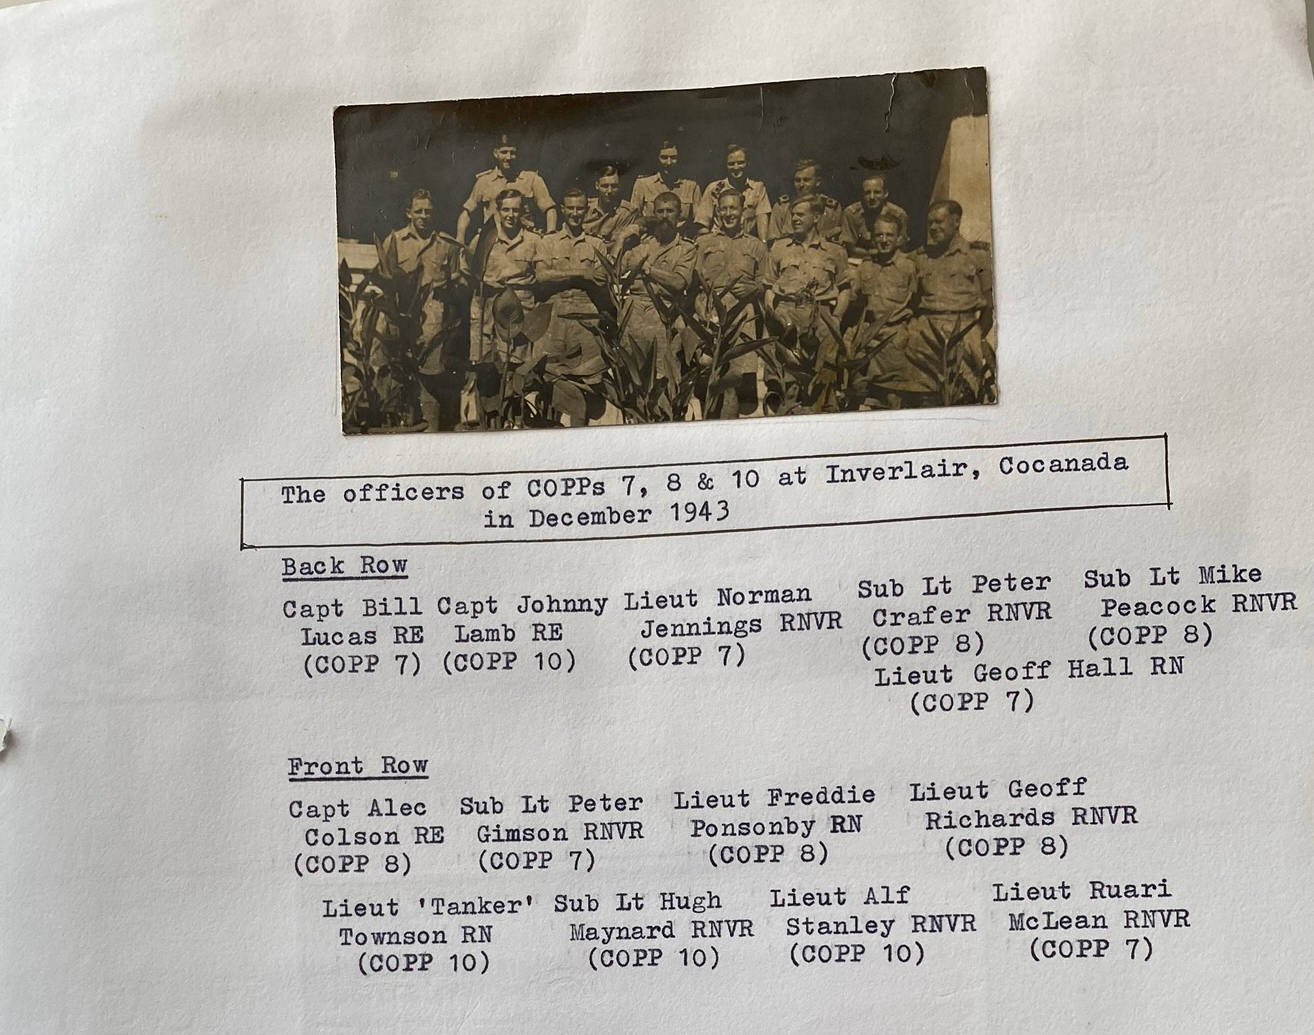 The officers of COPPs 7, 8 & 10 at Inverlair, Cocanada
in December 1943
Back Row
Capt Bill Capt Johnny Lieut Norman Sub Lt Peter Sub Lt Mike
Lucas RE Lamb RE Jennings RNVR Crafer RNVR Peacock RNVR
(COPP 7) (COPP 10) (COPP 7) (COPP 8) (COPP 8)
Lieut Geoff Hall RN
(COPP 7)
Front Row
Capt Alec Sub Lt Peter Lieut Freddie Lieut Geoff
Colson RE Gimson RNVR Ponsonby RN Richards RNVR
(COPP 8) (COPP 7) (COPP 8) (COPP 8)
Lieut 'Tanker' Sub Lt Hugh Lieut Alf Lieut Ruari
Townson RN Maynard RNVR Stanley RNVR McLean RNVR
(COPP 10) (COPP 10) (COPP 10) (COPP 7)